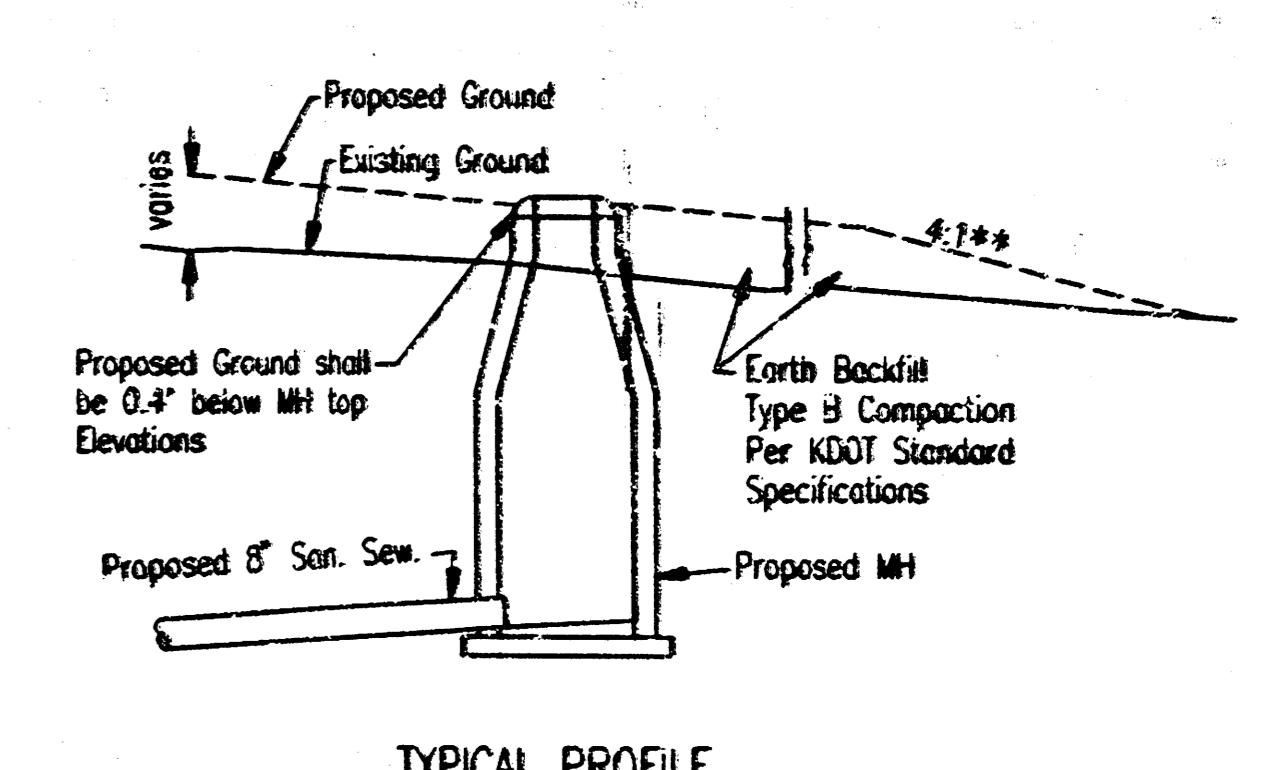 Proposed Ground
Existing Ground
varies
4:1**
Proposed Ground shall
be 0.4" below MH top
Elevations
Earth Backfill
Type B Compaction
Per KDOT Standard
Specifications
Proposed 8" San. Sew.
Proposed MH
TYPICAL PROFILE